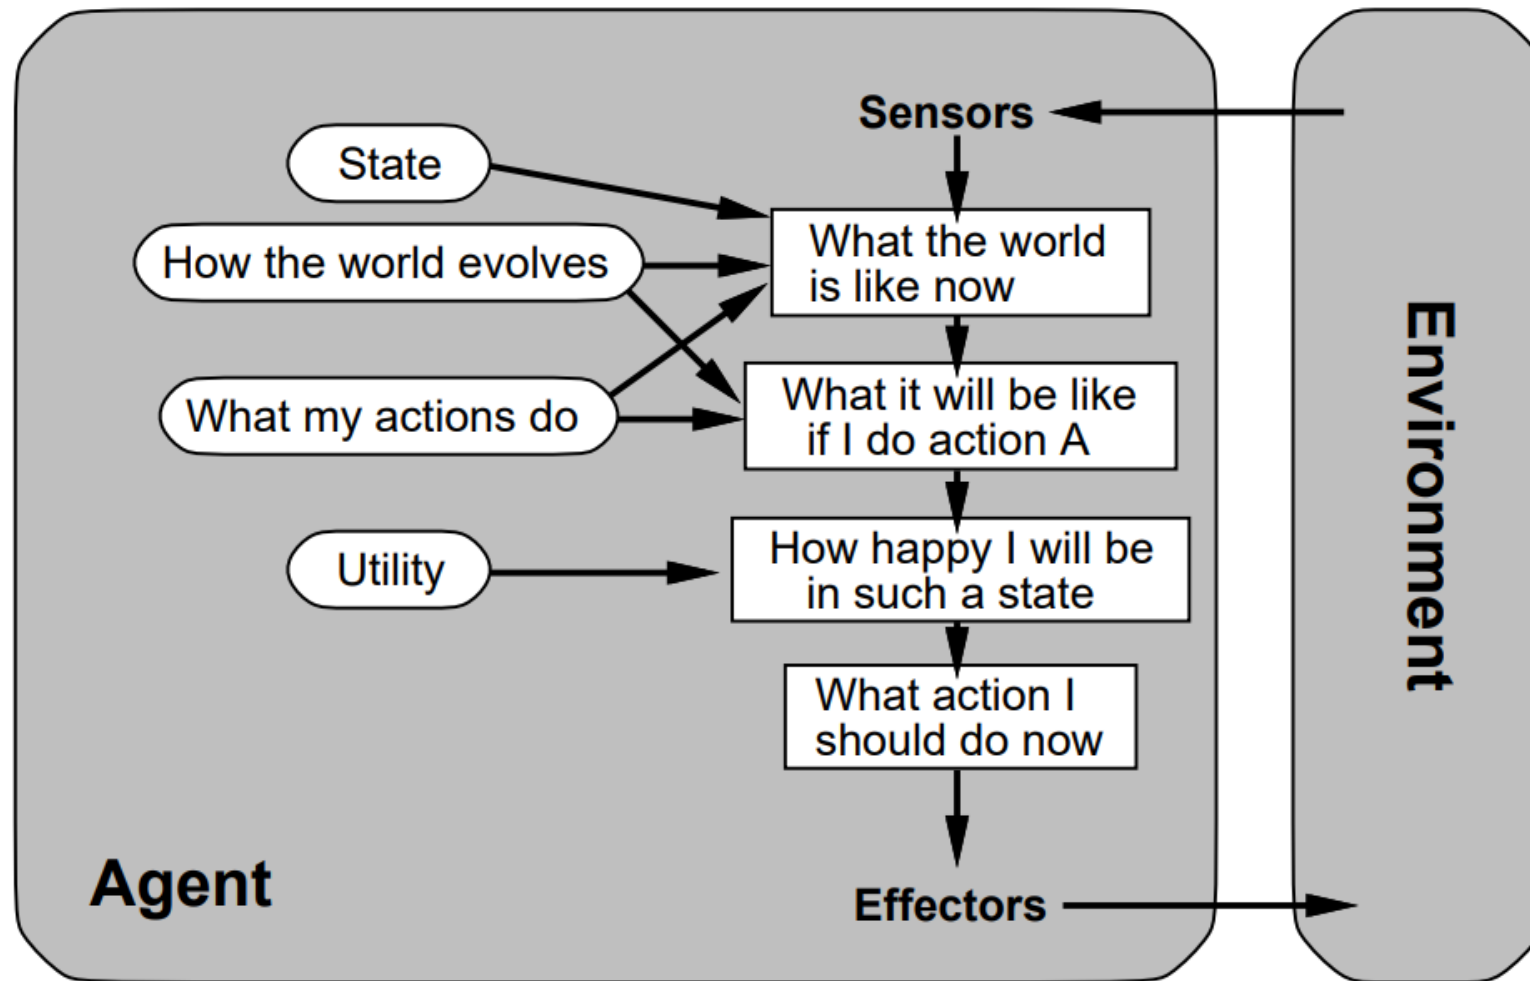 Sensors
State
What the world
is like now
How the world evolves
What my actions do
What it will be like
if I do action A
Utility
How happy I will be
in such a state
What action I
should do now
Agent
Effectors
Environment